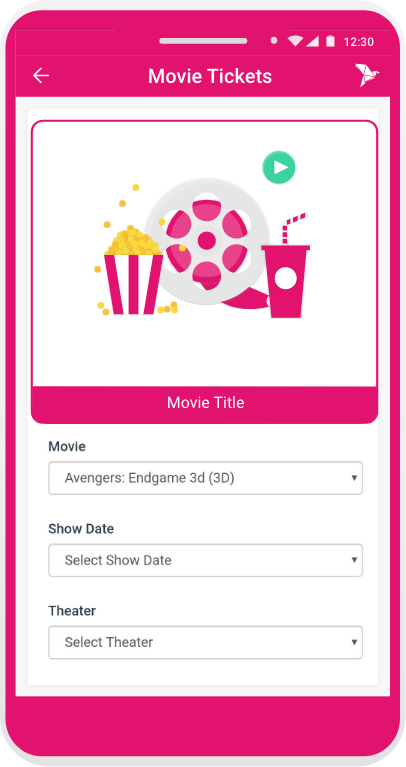 12:30
Movie Tickets
Movie Title
Movie
Avengers: Endgame 3d (3D)
Show Date
Select Show Date
Theater
Select Theater